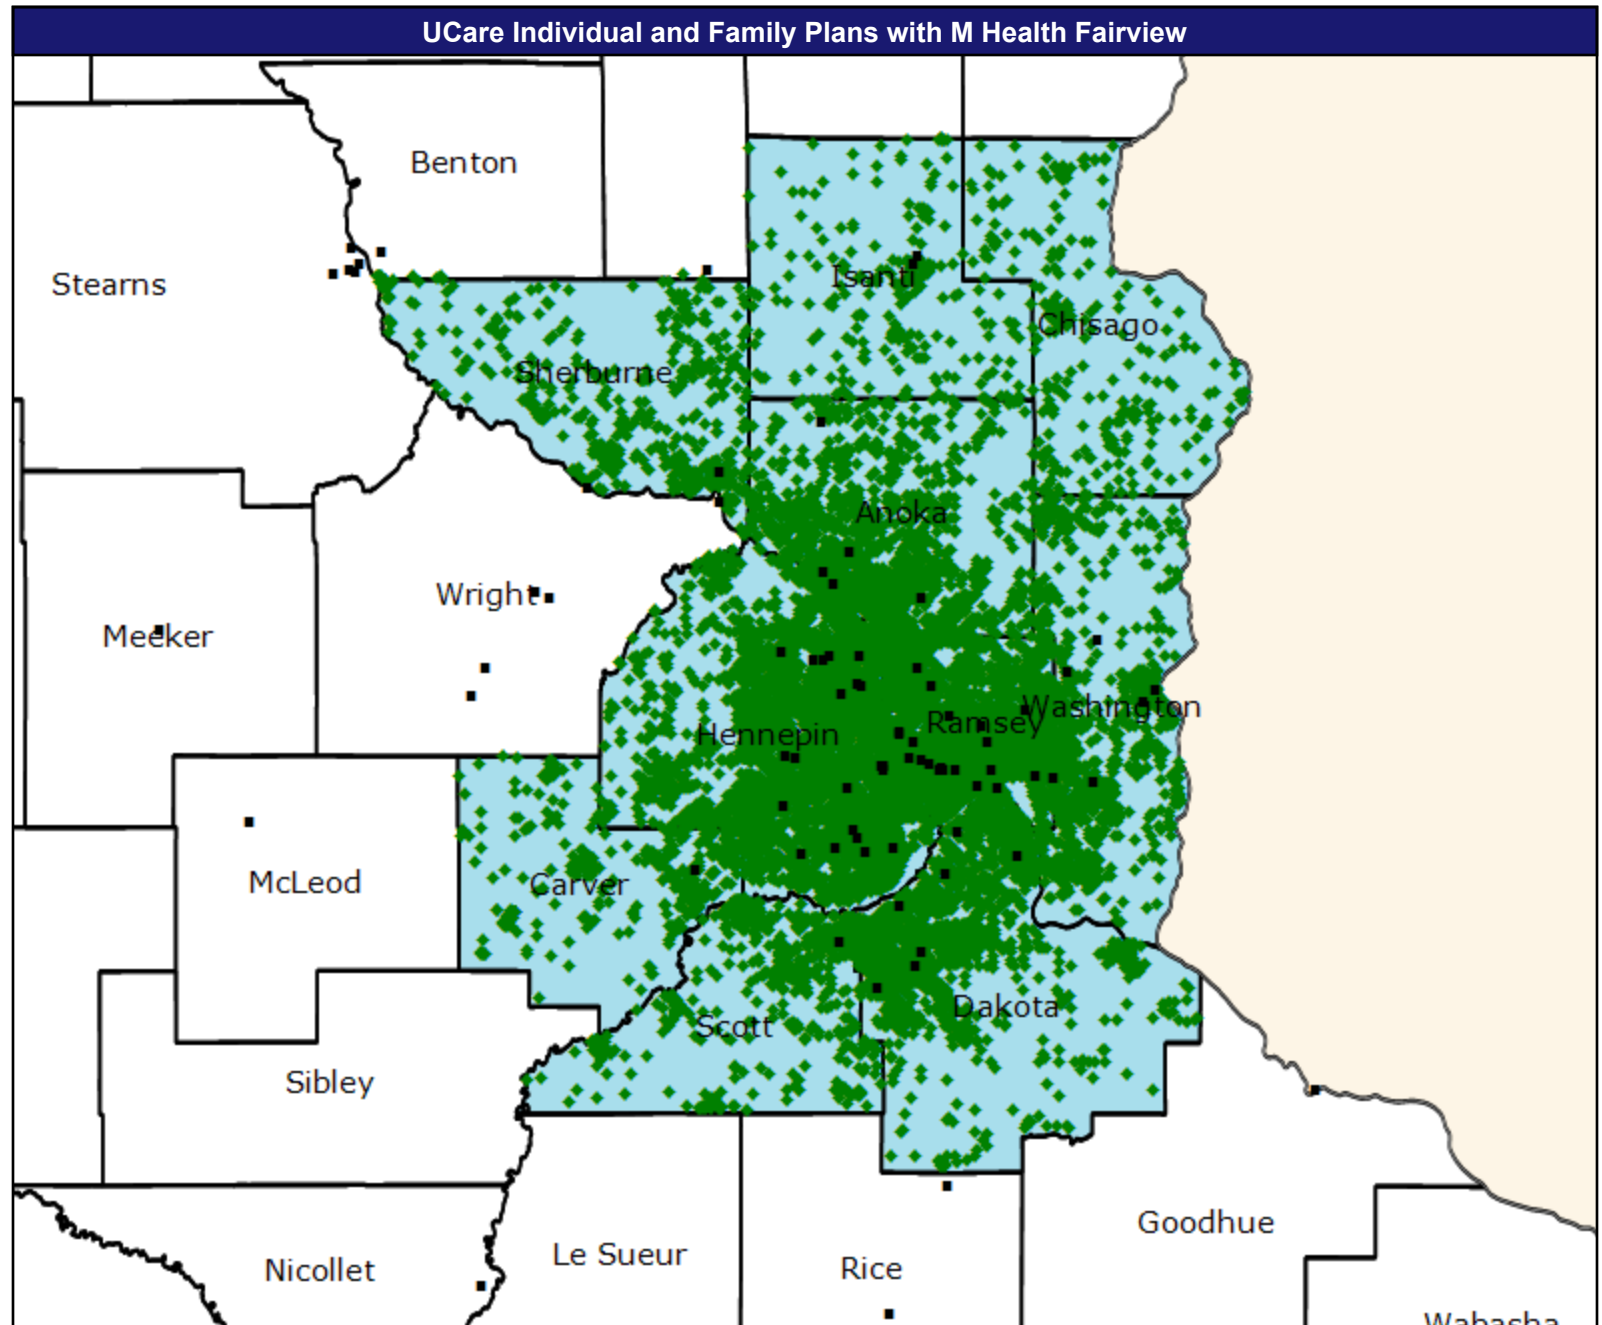 UCare Individual and Family Plans with M Health Fairview
Benton
Stearns
Isanti
Chisago
Sherburne
Anoka
Wright
Meeker
Washington
Ramsey
Hennepin
McLeod
Carver
Dakota
Scott
Sibley
Goodhue
Le Sueur
Rice
Nicollet
Wabasha